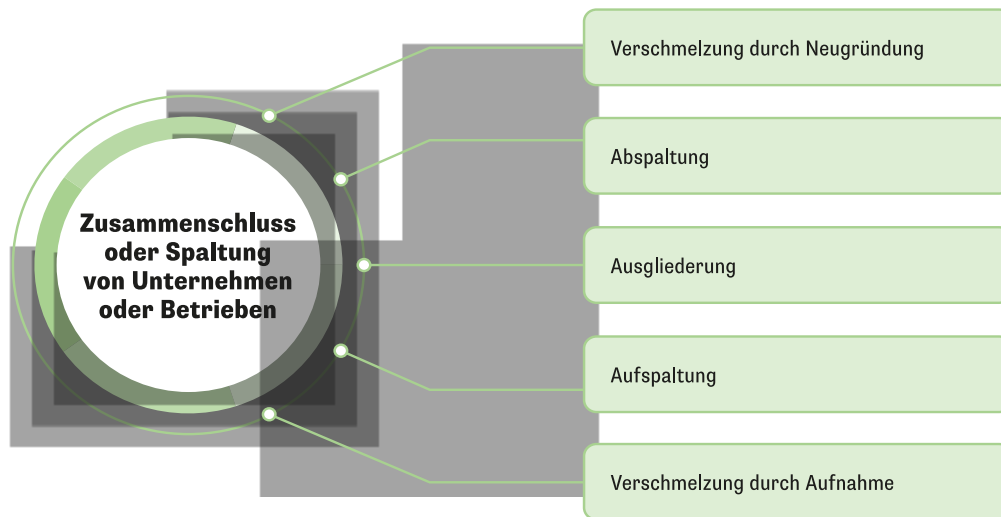 Zusammenschluss
oder Spaltung
von Unternehmen
oder Betrieben
Verschmelzung durch Neugründung
Abspaltung
Ausgliederung
Aufspaltung
Verschmelzung durch Aufnahme